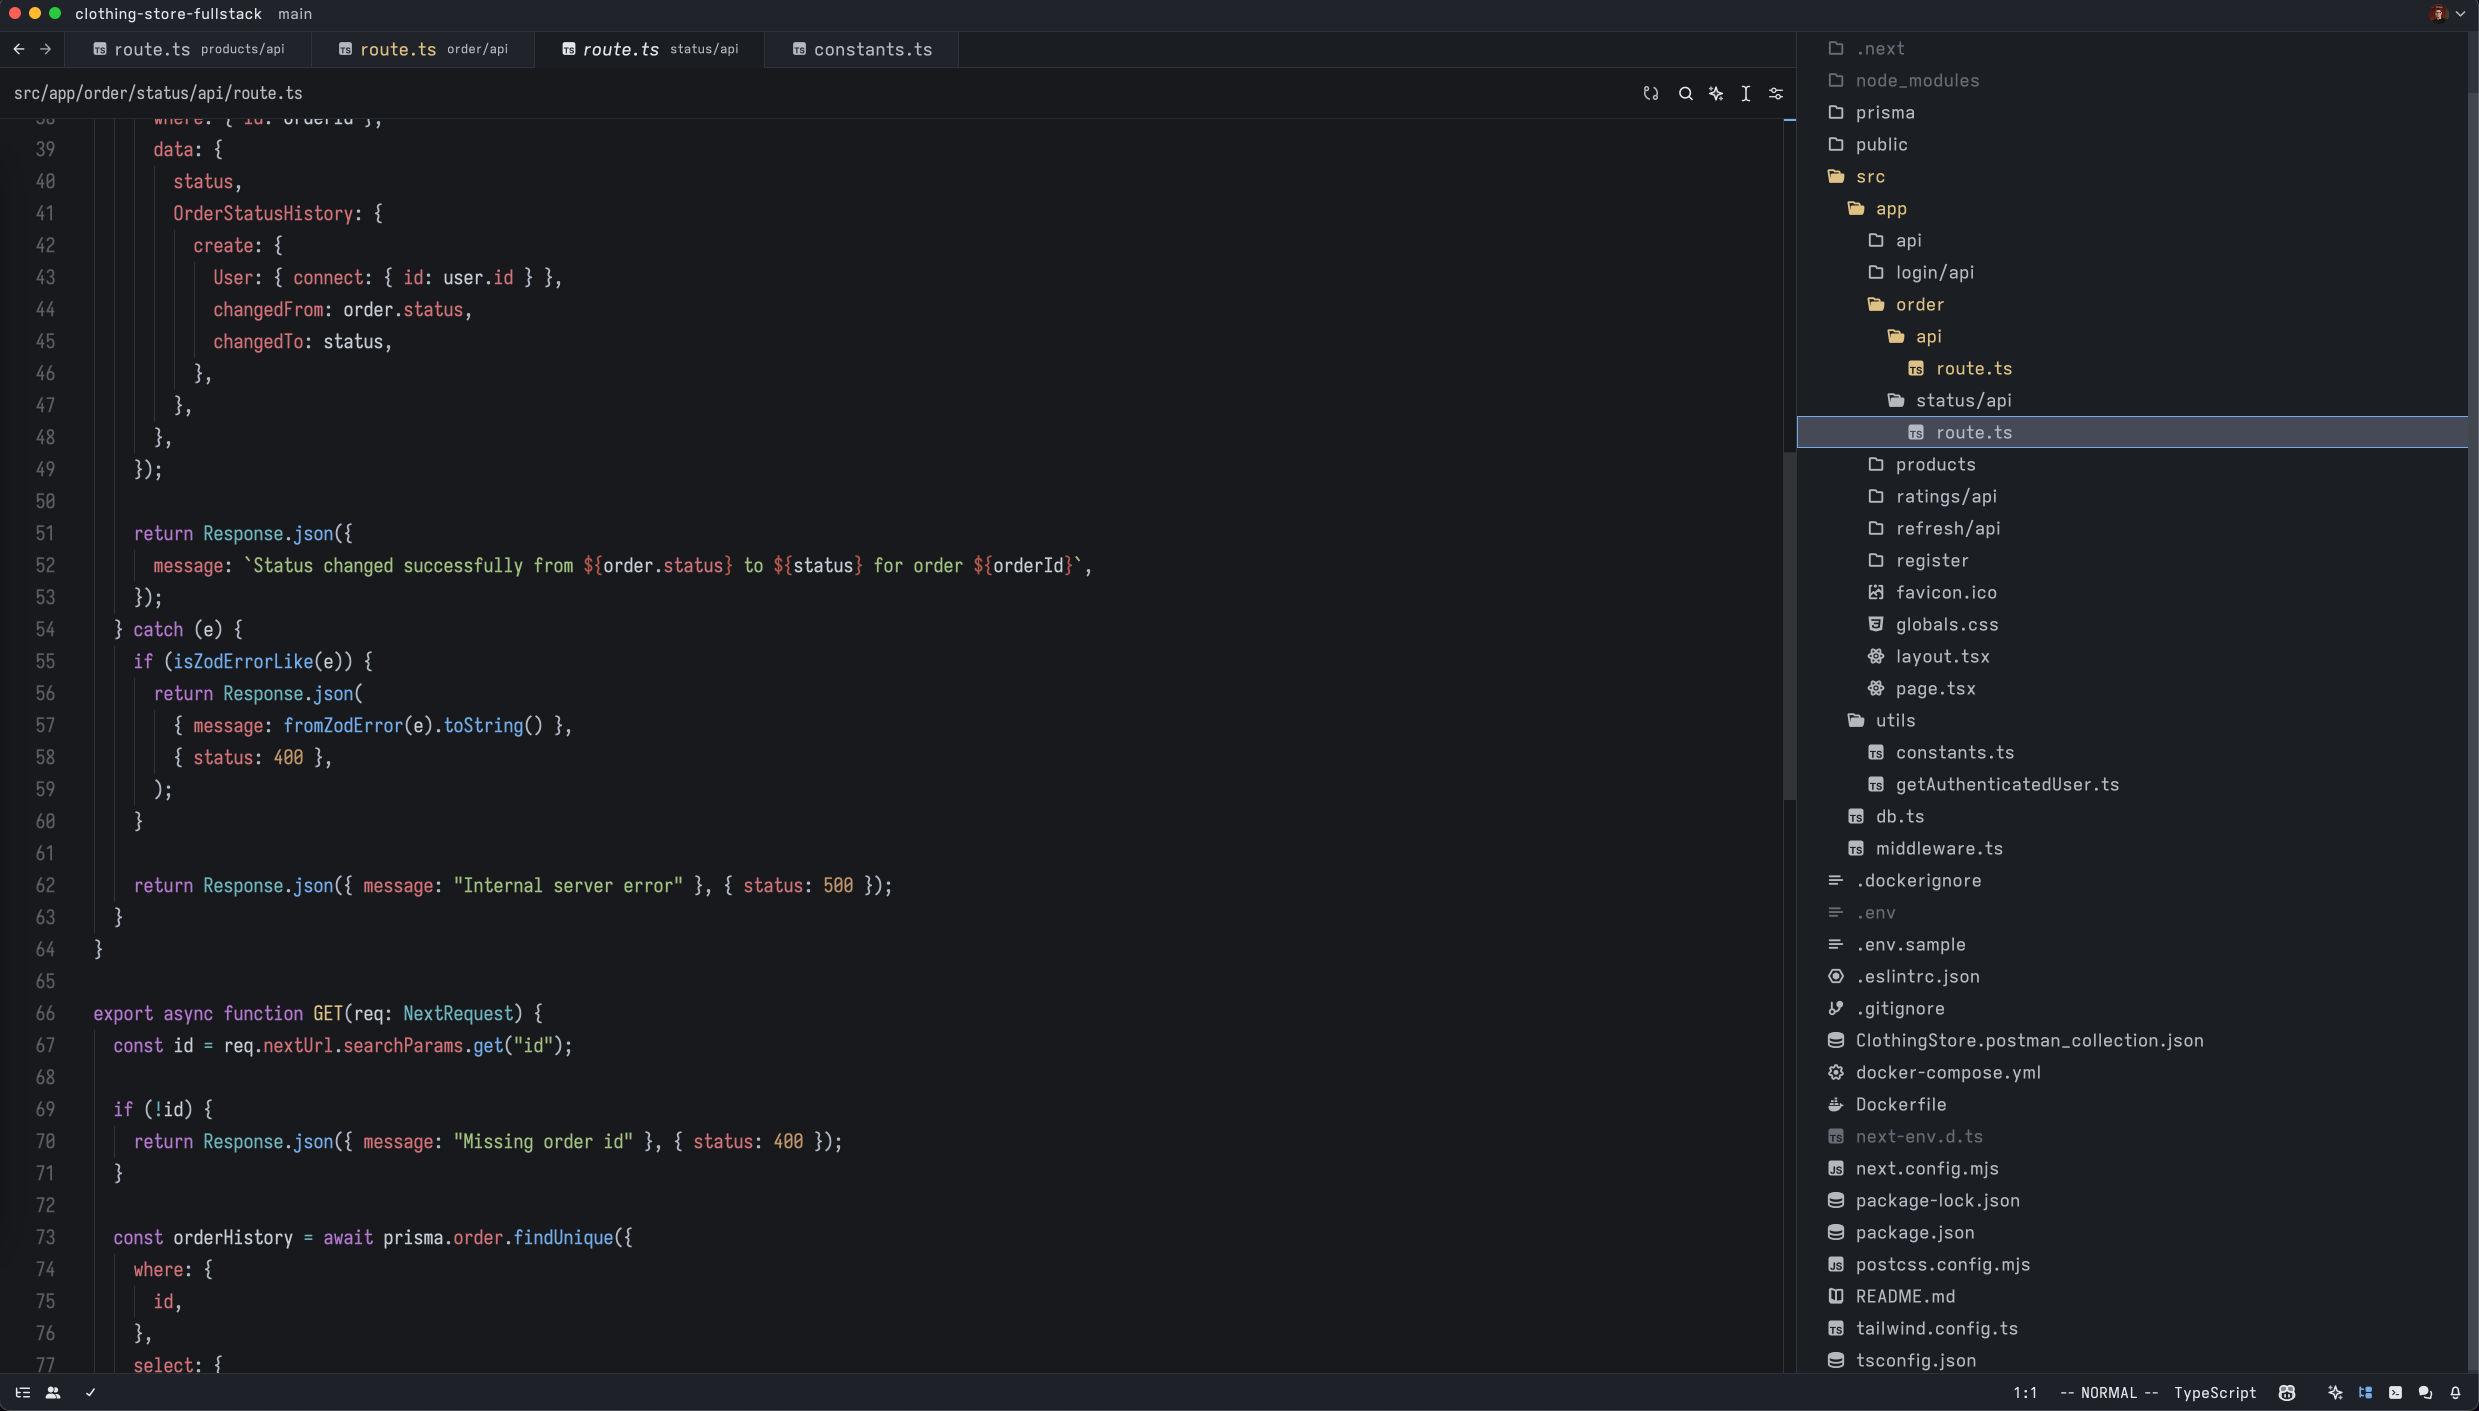 clothing-store-fullstack main
route.ts products/api
route.ts order/api
route.ts status/api
constants.ts
src/app/order/status/api/route.ts
38 where: { id: orderId },
39 data: {
40 status,
41 OrderStatusHistory: {
42 create: {
43 User: { connect: { id: user.id } },
44 changedFrom: order.status,
45 changedTo: status,
46 },
47 },
48 },
49 });
50
51 return Response.json({
52 message: `Status changed successfully from ${order.status} to ${status} for order ${orderId}`,
53 });
54 } catch (e) {
55 if (isZodErrorLike(e)) {
56 return Response.json(
57 { message: fromZodError(e).toString() },
58 { status: 400 },
59 );
60 }
61
62 return Response.json({ message: "Internal server error" }, { status: 500 });
63 }
64 }
65
66 export async function GET(req: NextRequest) {
67 const id = req.nextUrl.searchParams.get("id");
68
69 if (!id) {
70 return Response.json({ message: "Missing order id" }, { status: 400 });
71 }
72
73 const orderHistory = await prisma.order.findUnique({
74 where: {
75 id,
76 },
77 select: {
.next
node_modules
prisma
public
src
app
api
login/api
order
api
route.ts
status/api
route.ts
products
ratings/api
refresh/api
register
favicon.ico
globals.css
layout.tsx
page.tsx
utils
constants.ts
getAuthenticatedUser.ts
db.ts
middleware.ts
.dockerignore
.env
.env.sample
.eslintrc.json
.gitignore
ClothingStore.postman_collection.json
docker-compose.yml
Dockerfile
next-env.d.ts
next.config.mjs
package-lock.json
package.json
postcss.config.mjs
README.md
tailwind.config.ts
tsconfig.json
1:1 -- NORMAL -- TypeScript